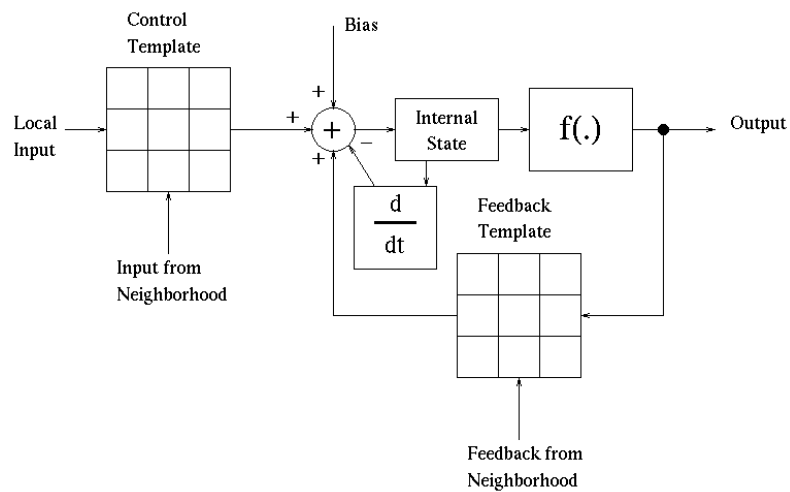 Control
Template
Bias
Local
Input
+
+
+
+
−
Internal
State
f(.)
Output
d
dt
Feedback
Template
Input from
Neighborhood
Feedback from
Neighborhood